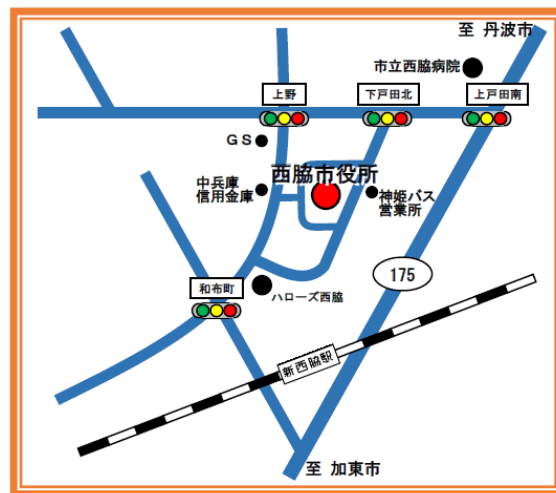 至 丹波市
市立西脇病院
上野
下戸田北
上戸田南
GS
西脇市役所
中兵庫
信用金庫
神姫バス
営業所
175
和布町
ハローズ西脇
新西脇駅
至 加東市